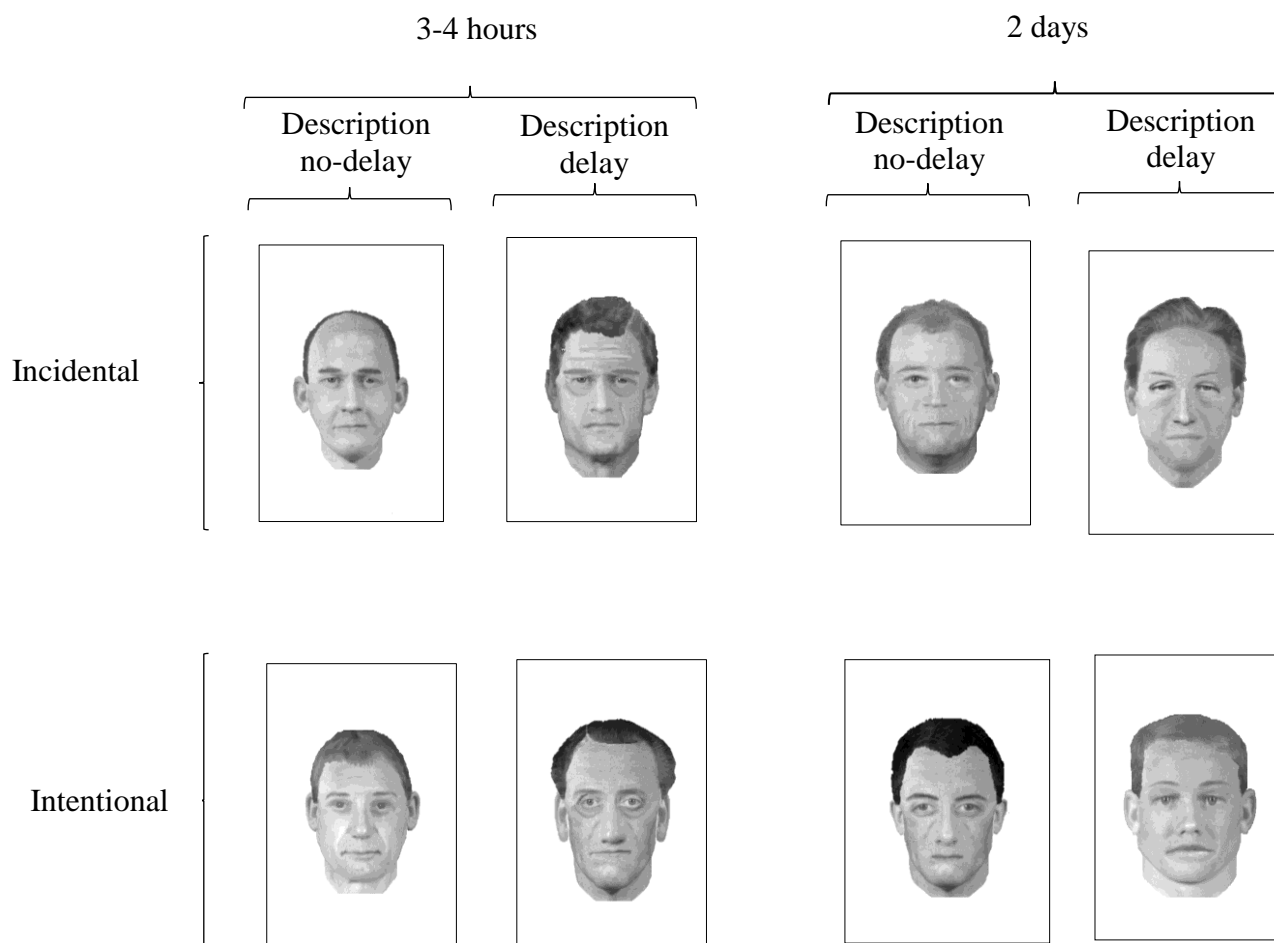 3-4 hours
2 days
Description
no-delay
Description
delay
Description
no-delay
Description
delay
Incidental
Intentional